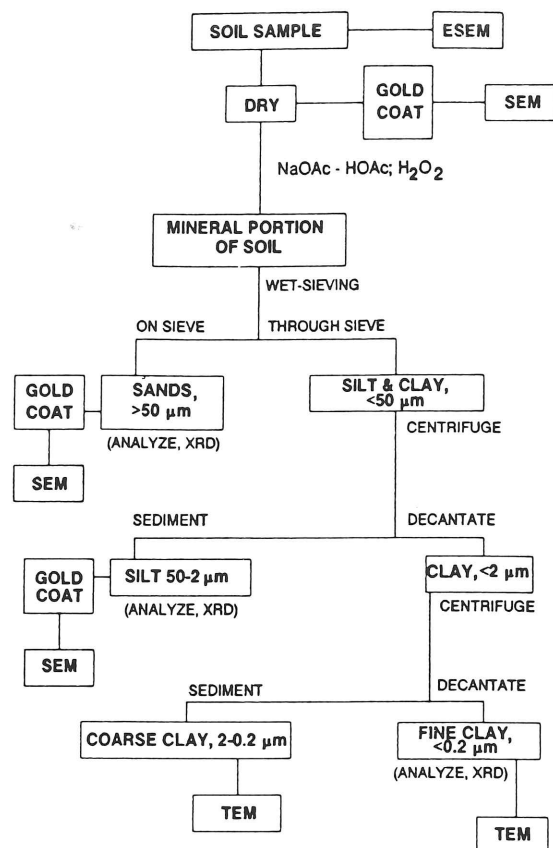 SOIL SAMPLE
ESEM
DRY
GOLD
COAT
SEM
NaOAc - HOAc; H₂O₂
MINERAL PORTION
OF SOIL
WET-SIEVING
ON SIEVE
THROUGH SIEVE
GOLD
COAT
SANDS,
>50 µm
(ANALYZE, XRD)
SILT & CLAY,
<50 µm
CENTRIFUGE
SEM
SEDIMENT
DECANTATE
GOLD
COAT
SILT 50-2 µm
(ANALYZE, XRD)
CLAY, <2 µm
CENTRIFUGE
SEM
SEDIMENT
DECANTATE
COARSE CLAY, 2-0.2 µm
FINE CLAY,
<0.2 µm
(ANALYZE, XRD)
TEM
TEM